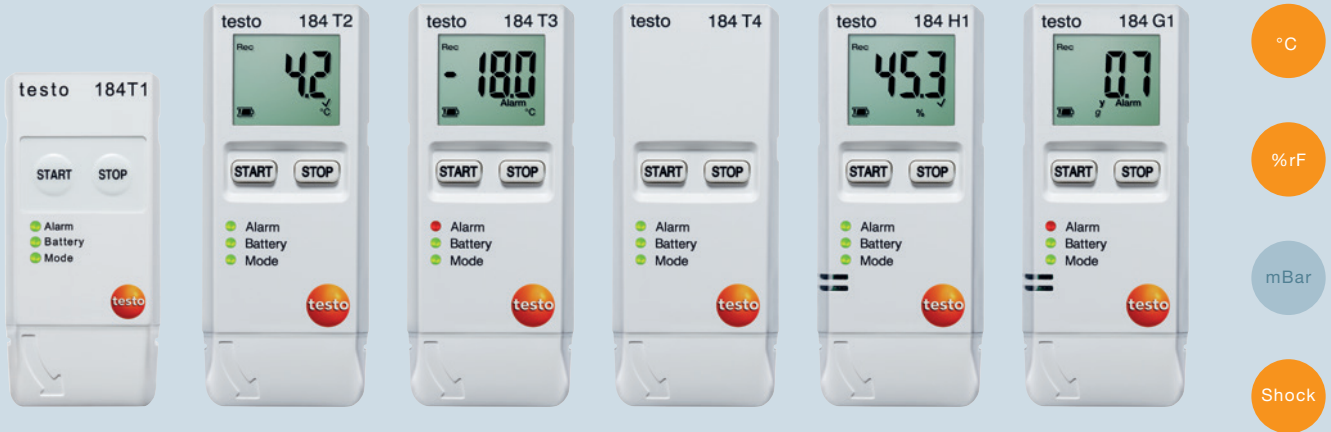 testo 184T1
START STOP
Alarm
Battery
Mode
testo
testo 184 T2
Rec
4.2
°C
START STOP
Alarm
Battery
Mode
testo
testo 184 T3
Rec
-18.0
Alarm
°C
START STOP
Alarm
Battery
Mode
testo
testo 184 T4
START STOP
Alarm
Battery
Mode
testo
testo 184 H1
Rec
45.3
%
START STOP
Alarm
Battery
Mode
testo
testo 184 G1
Rec
0.7
y Alarm
g
START STOP
Alarm
Battery
Mode
testo
°C
%rF
mBar
Shock